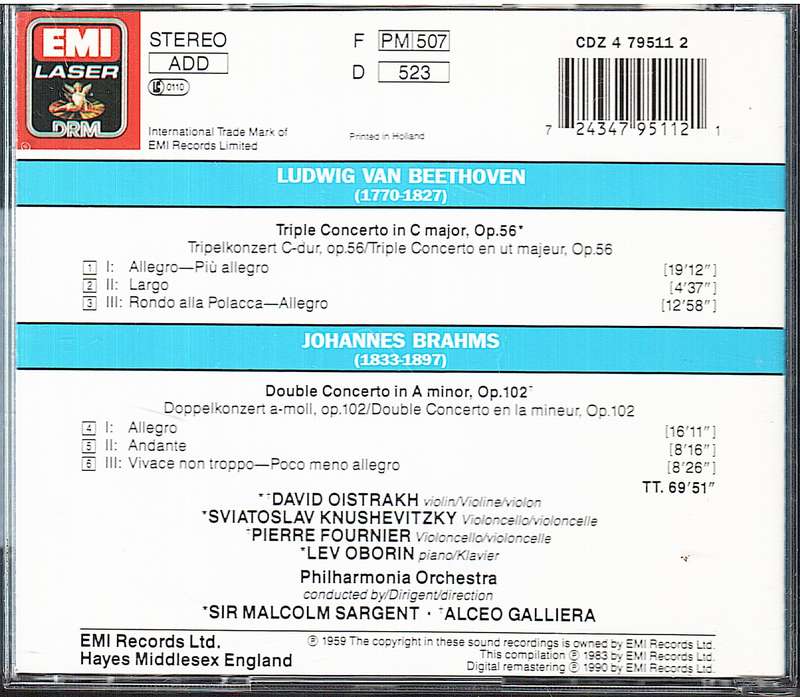 EMI
LASER
DRM
STEREO
ADD
LC 0110
F PM 507
D 523
CDZ 4 79511 2
7 24347 95112 1
International Trade Mark of
EMI Records Limited
Printed in Holland
LUDWIG VAN BEETHOVEN
(1770-1827)
Triple Concerto in C major, Op.56*
Tripelkonzert C-dur, op.56/Triple Concerto en ut majeur, Op.56
1 I: Allegro—Più allegro [19'12"]
2 II: Largo [4'37"]
3 III: Rondo alla Polacca—Allegro [12'58"]
JOHANNES BRAHMS
(1833-1897)
Double Concerto in A minor, Op.102⁺
Doppelkonzert a-moll, op.102/Double Concerto en la mineur, Op.102
4 I: Allegro [16'11"]
5 II: Andante [8'16"]
6 III: Vivace non troppo—Poco meno allegro [8'26"]
TT. 69'51"
*⁺DAVID OISTRAKH violin/Violine/violon
*SVIATOSLAV KNUSHEVITZKY Violoncello/violoncelle
⁺PIERRE FOURNIER Violoncello/violoncelle
*LEV OBORIN piano/Klavier
Philharmonia Orchestra
conducted by/Dirigent/direction
*SIR MALCOLM SARGENT · ⁺ALCEO GALLIERA
EMI Records Ltd.
Hayes Middlesex England
℗ 1959 The copyright in these sound recordings is owned by EMI Records Ltd.
This compilation ℗ 1983 by EMI Records Ltd.
Digital remastering ℗ 1990 by EMI Records Ltd.